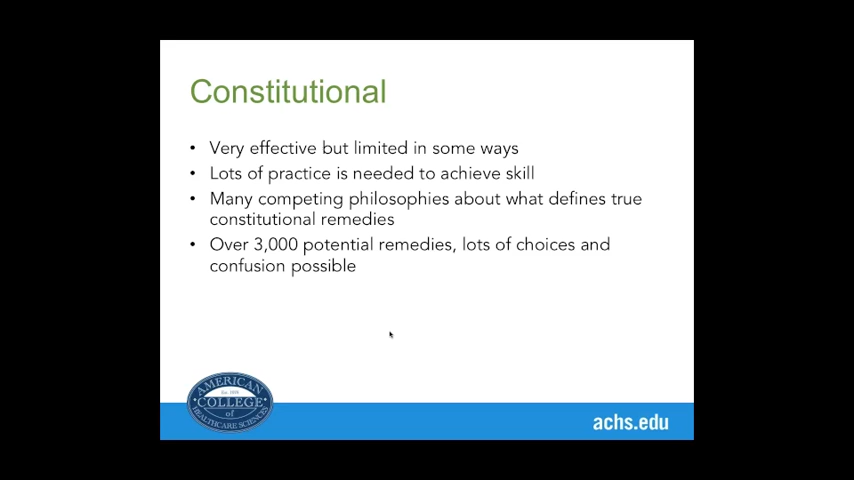 Constitutional
• Very effective but limited in some ways
• Lots of practice is needed to achieve skill
• Many competing philosophies about what defines true
constitutional remedies
• Over 3,000 potential remedies, lots of choices and
confusion possible
AMERICAN
Est. 1978
COLLEGE
of
HEALTHCARE SCIENCES
achs.edu